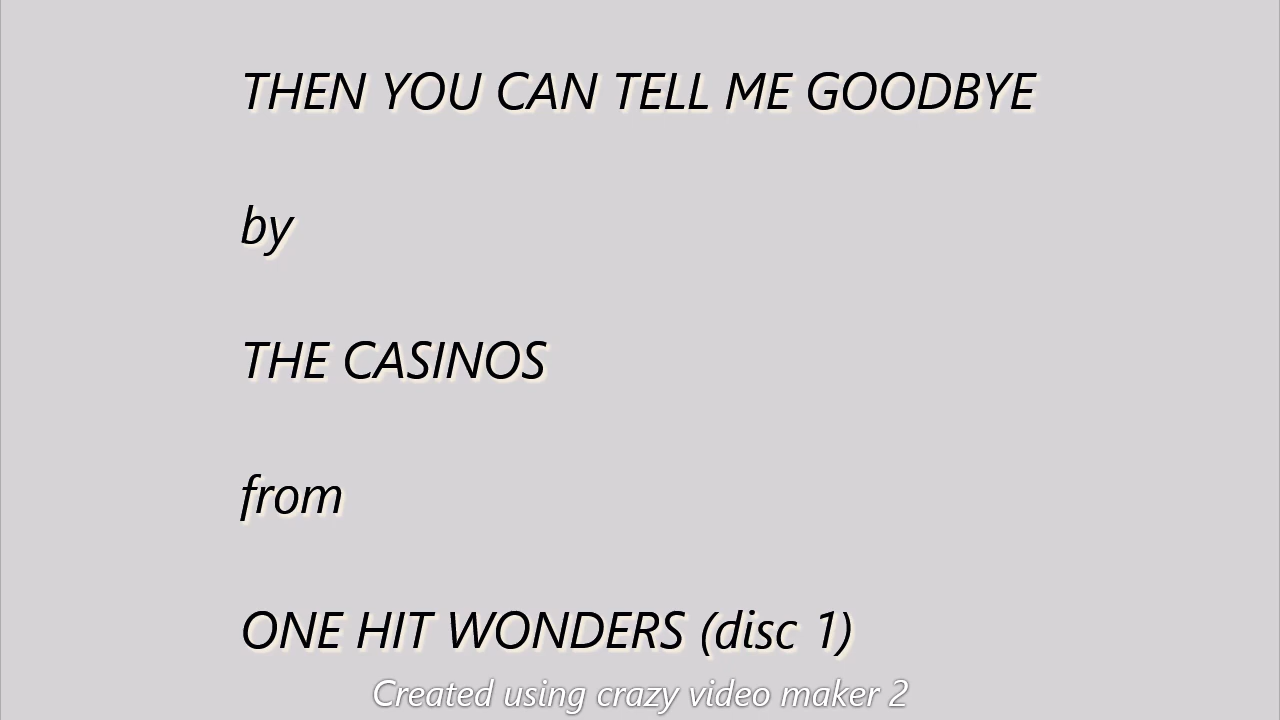 THEN YOU CAN TELL ME GOODBYE
by
THE CASINOS
from
ONE HIT WONDERS (disc 1)
Created using crazy video maker 2